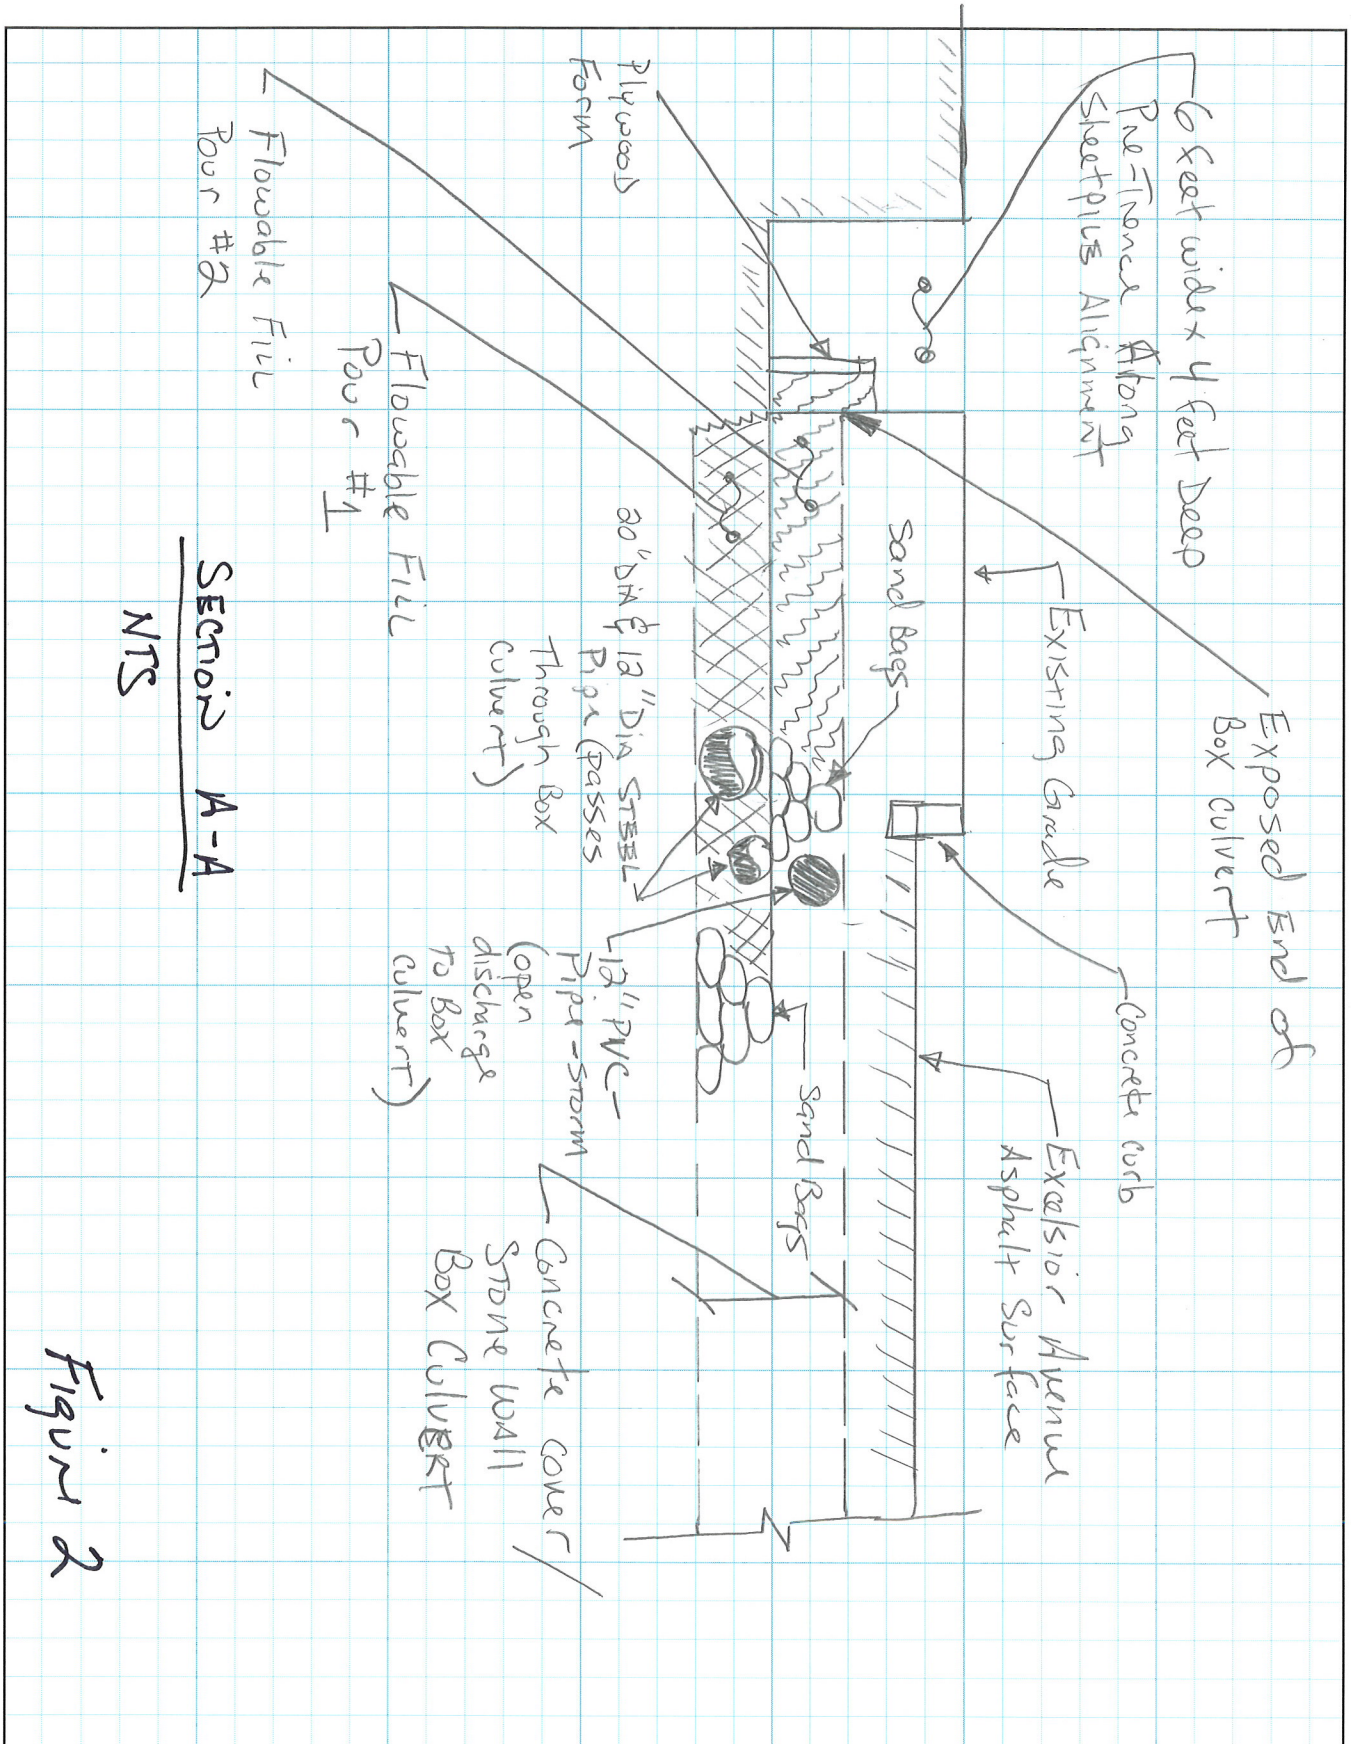 6 feet wide x 4 feet Deep
Pre-Trench Along
Sheetpile Alignment
Exposed End of
Box Culvert
Concrete curb
Existing Grade
Excelsior Avenue
Asphalt Surface
Sand Bags
Sand Bags
Plywood
Form
20" DIA & 12" Dia STEEL
Pipe (passes
Through Box
Culvert)
12" PVC
Pipe - Storm
(open
discharge
To Box
Culvert)
Concrete Cover /
Stone Wall
Box CulvERT
Flowable Fill
Pour #1
Flowable Fill
Pour #2
SECTION A-A
NTS
Figure 2